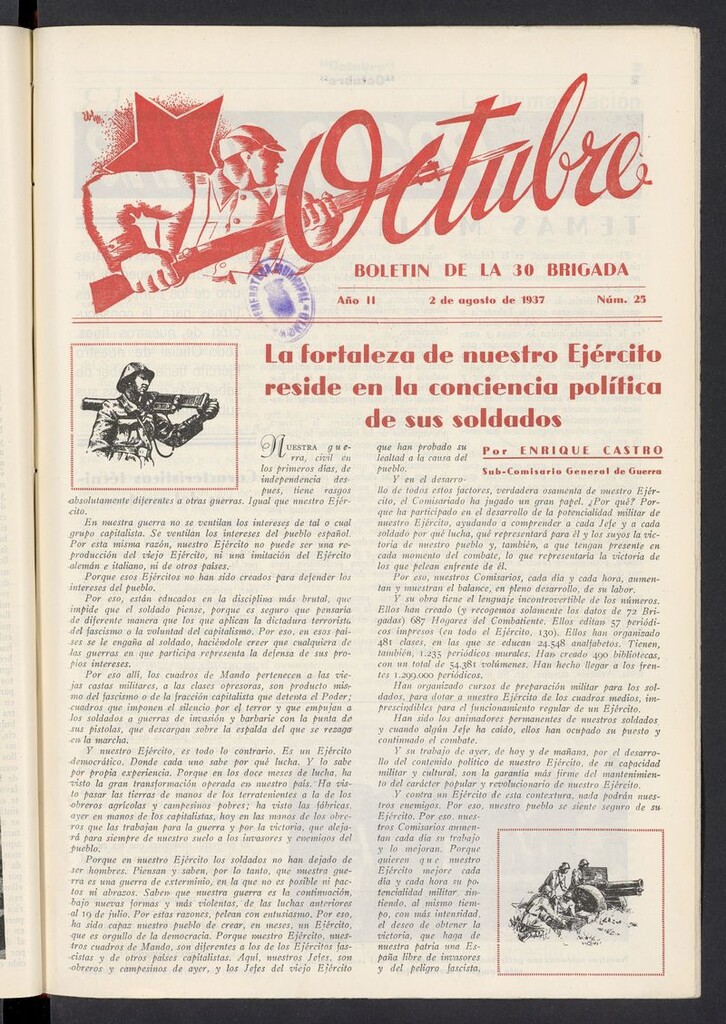 Octubre
BOLETIN DE LA 30 BRIGADA
Año II 2 de agosto de 1937 Núm. 25
HEMEROTECA MUNICIPAL
La fortaleza de nuestro Ejército
reside en la conciencia política
de sus soldados
Por ENRIQUE CASTRO
Sub-Comisario General de Guerra
NUESTRA gue-
rra, civil en
los primeros días, de
independencia des-
pues, tiene rasgos
absolutamente diferentes a otras guerras. Igual que nuestro Ejér-
cito.
En nuestra guerra no se ventilan los intereses de tal o cual
grupo capitalista. Se ventilan los intereses del pueblo español.
Por esta misma razón, nuestro Ejército no puede ser una re-
producción del viejo Ejército, ni una imitación del Ejército
alemán e italiano, ni de otros países.
Porque esos Ejércitos no han sido creados para defender los
intereses del pueblo.
Por eso, están educados en la disciplina más brutal, que
impide que el soldado piense, porque es seguro que pensaría
de diferente manera que los que aplican la dictadura terrorista
del fascismo o la voluntad del capitalismo. Por eso, en esos paí-
ses se le engaña al soldado, haciéndole creer que cualquiera de
las guerras en que participa representa la defensa de sus pro-
pios intereses.
Por eso allí, los cuadros de Mando pertenecen a las vie-
jas castas militares, a las clases opresoras, son producto mis-
mo del fascismo o de la fracción capitalista que detenta el Poder;
cuadros que imponen el silencio por el terror y que empujan a
los soldados a guerras de invasión y barbarie con la punta de
sus pistolas, que descargan sobre la espalda del que se rezaga
en la marcha.
Y nuestro Ejército, es todo lo contrario. Es un Ejército
democrático. Donde cada uno sabe por qué lucha. Y lo sabe
por propia experiencia. Porque en los doce meses de lucha, ha
visto la gran transformación operada en nuestro país. Ha vis-
to pasar las tierras de manos de los terratenientes a la de los
obreros agrícolas y campesinos pobres; ha visto las fábricas,
ayer en manos de los capitalistas, hoy en las manos de los obre-
ros que las trabajan para la guerra y por la victoria, que aleja-
rá para siempre de nuestro suelo a los invasores y enemigos del
pueblo.
Porque en nuestro Ejército los soldados no han dejado de
ser hombres. Piensan y saben, por lo tanto, que nuestra gue-
rra es una guerra de exterminio, en la que no es posible ni pac-
tos ni abrazos. Saben que nuestra guerra es la continuación,
bajo nuevas formas y más violentas, de las luchas anteriores
al 19 de julio. Por estas razones, pelean con entusiasmo. Por eso,
ha sido capaz nuestro pueblo de crear, en meses, un Ejército,
que es orgullo de la democracia. Porque nuestro Ejército, nues-
tros cuadros de Mando, son diferentes a los de los Ejércitos fas-
cistas y de otros países capitalistas. Aquí, nuestros Jefes, son
obreros y campesinos de ayer, y los Jefes del viejo Ejército
que han probado su
lealtad a la causa del
pueblo.
Y en el desarro-
llo de todos estos factores, verdadera osamenta de nuestro Ejér-
cito, el Comisariado ha jugado un gran papel. ¿Por qué? Por-
que ha participado en el desarrollo de la potencialidad militar de
nuestro Ejército, ayudando a comprender a cada Jefe y a cada
soldado por qué lucha, qué representará para él y los suyos la vic-
toria de nuestro pueblo y, también, a que tengan presente en
cada momento del combate, lo que representaría la victoria de
los que pelean enfrente de él.
Por eso, nuestros Comisarios, cada día y cada hora, aumen-
tan y muestran el balance, en pleno desarrollo, de su labor.
Y su obra tiene el lenguaje incontrovertible de los números.
Ellos han creado (y recogemos solamente los datos de 72 Bri-
gadas) 687 Hogares del Combatiente. Ellos editan 57 periódi-
cos impresos (en todo el Ejército, 130). Ellos han organizado
481 clases, en las que se educan 24.548 analfabetos. Tienen,
también, 1.235 periódicos murales. Han creado 490 bibliotecas,
con un total de 54.381 volúmenes. Han hecho llegar a los fren-
tes 1.299.000 periódicos.
Han organizado cursos de preparación militar para los sol-
dados, para dotar a nuestro Ejército de los cuadros medios, im-
prescindibles para el funcionamiento regular de un Ejército.
Han sido los animadores permanentes de nuestros soldados
y cuando algún Jefe ha caído, ellos han ocupado su puesto y
continuado el combate.
Y su trabajo de ayer, de hoy y de mañana, por el desarro-
llo del contenido político de nuestro Ejército, de su capacidad
militar y cultural, son la garantía más firme del mantenimien-
to del carácter popular y revolucionario de nuestro Ejército.
Y contra un Ejército de esta contextura, nada podrán nues-
tros enemigos. Por eso, nuestro pueblo se siente seguro de su
Ejército. Por eso, nues-
tros Comisarios aumen-
tan cada día su trabajo
y lo mejoran. Porque
quieren que nuestro
Ejército mejore cada
día y cada hora su po-
tencialidad militar, sin-
tiendo, al mismo tiem-
po, con más intensidad,
el deseo de obtener la
victoria, que haga de
nuestra patria una Es-
paña libre de invasores
y del peligro fascista.